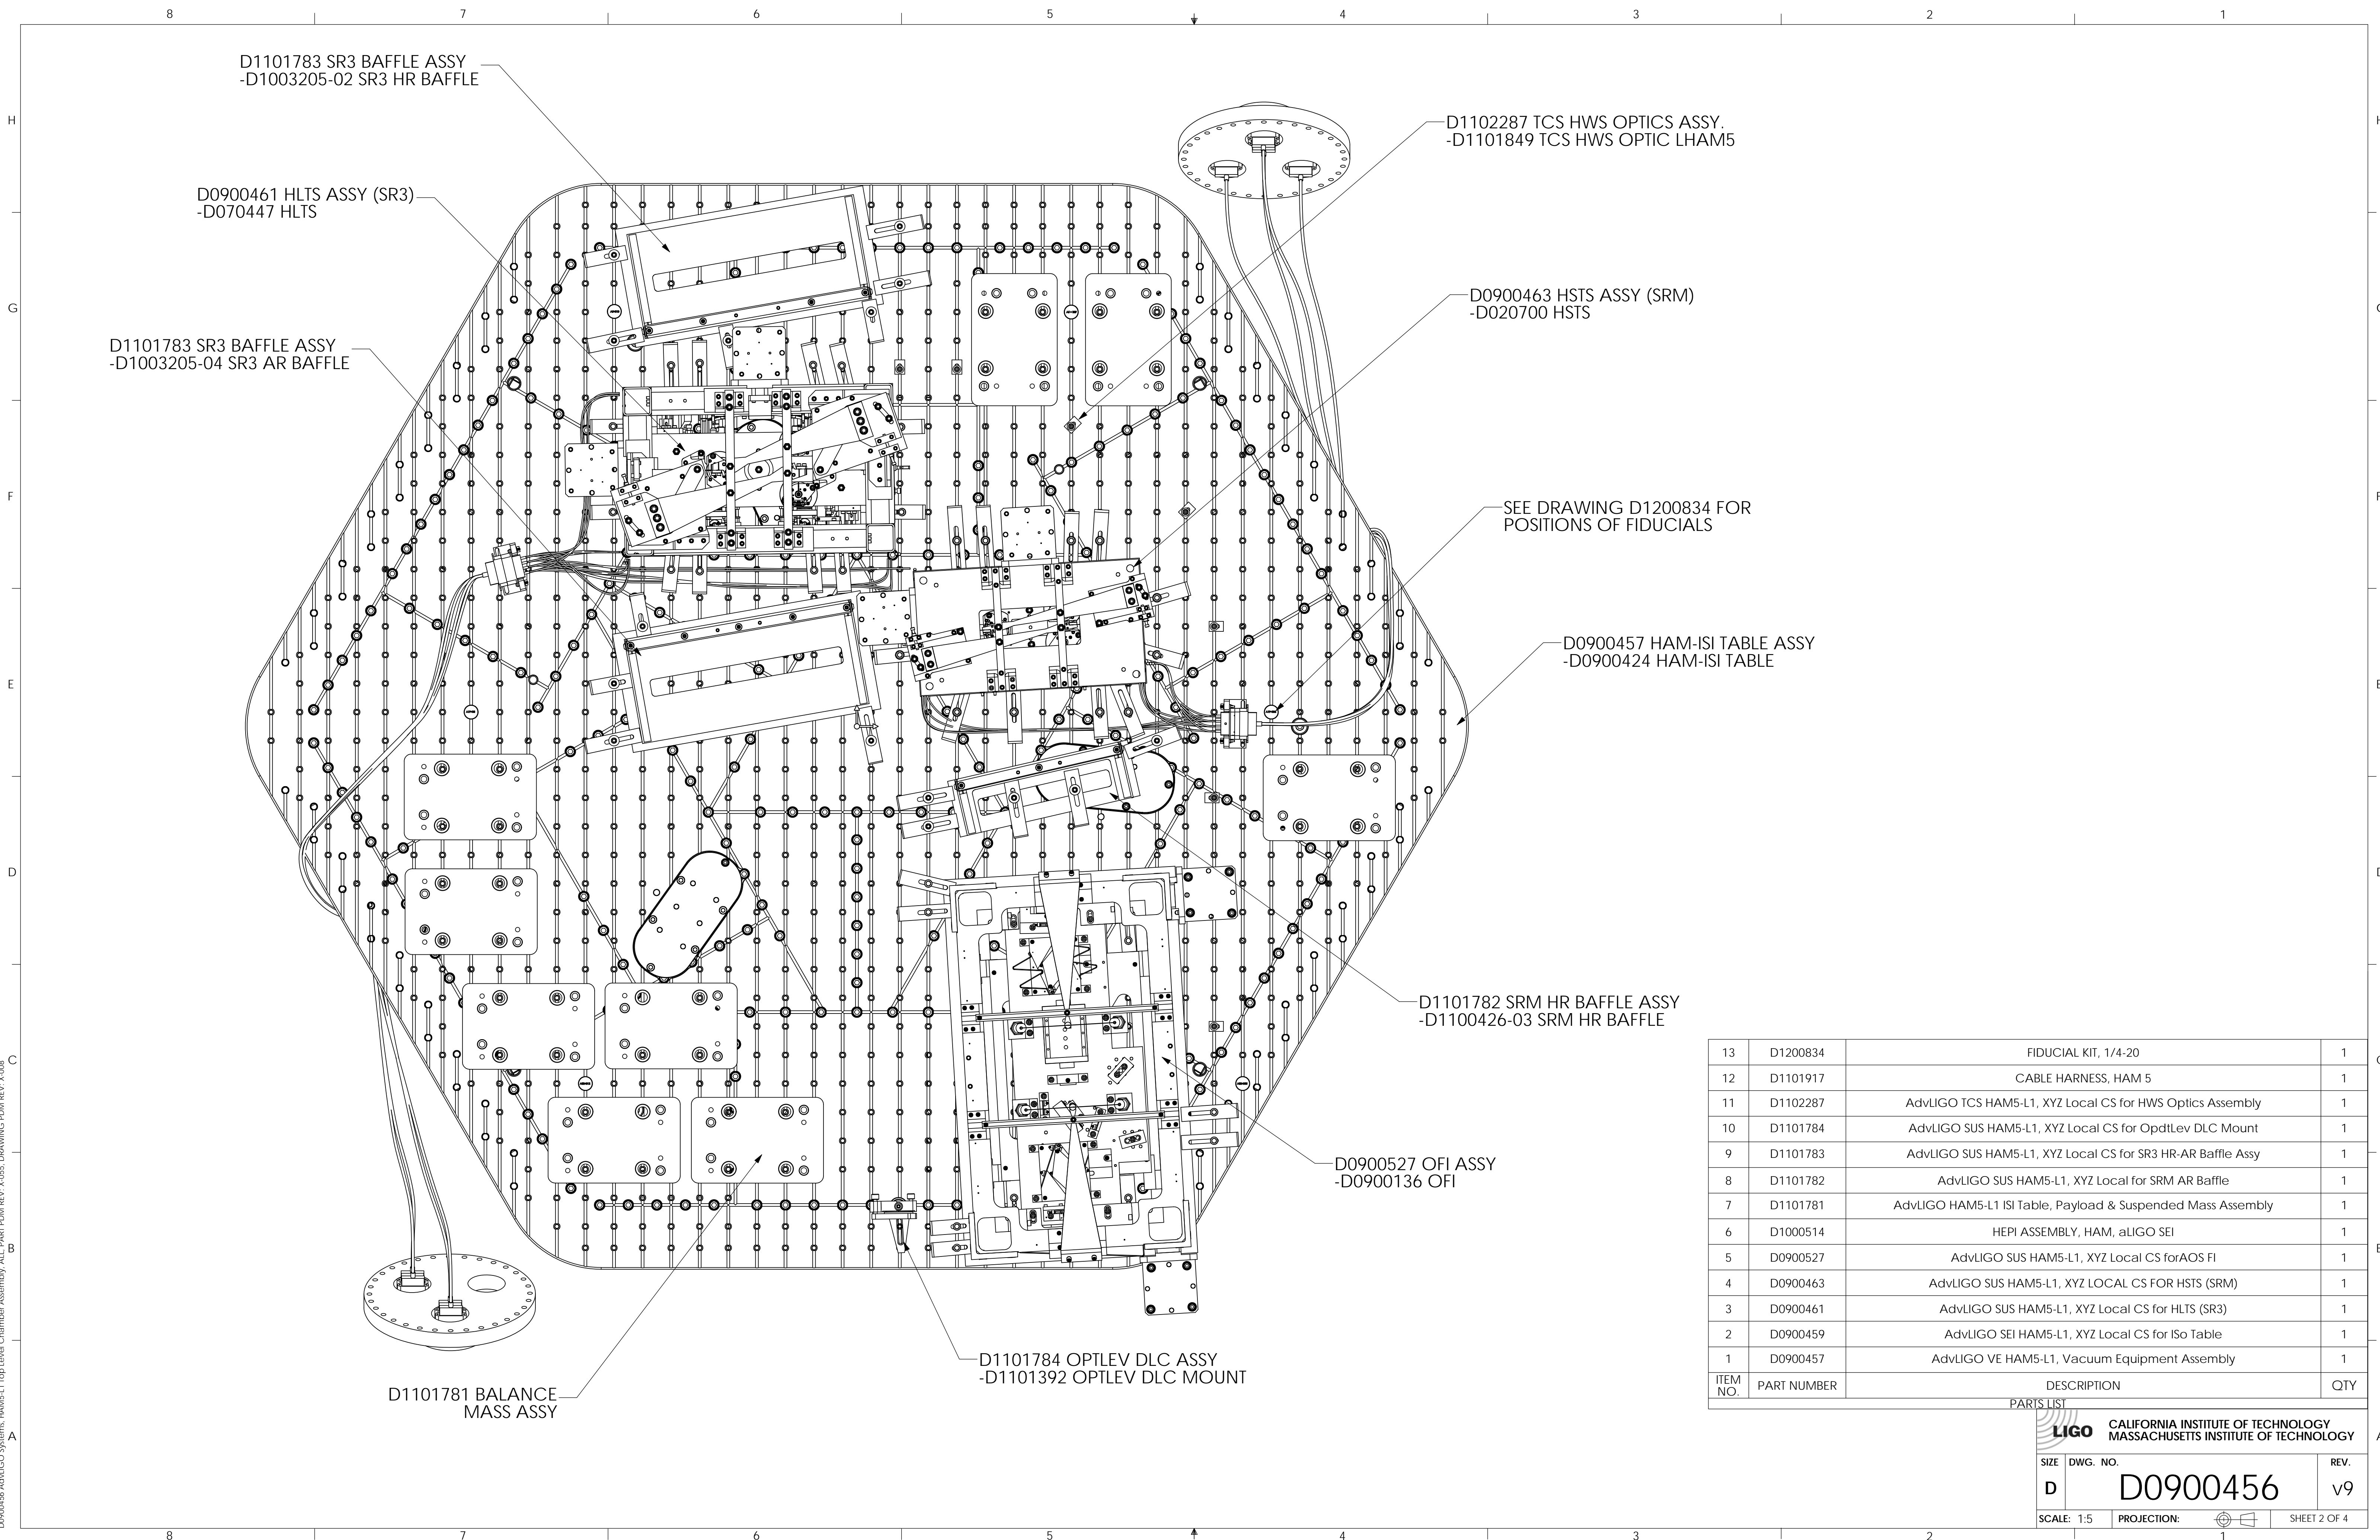 8 7 6 5 4 3 2 1
D1101783 SR3 BAFFLE ASSY
-D1003205-02 SR3 HR BAFFLE
D1102287 TCS HWS OPTICS ASSY.
-D1101849 TCS HWS OPTIC LHAM5
D0900461 HLTS ASSY (SR3)
-D070447 HLTS
D0900463 HSTS ASSY (SRM)
-D020700 HSTS
D1101783 SR3 BAFFLE ASSY
-D1003205-04 SR3 AR BAFFLE
SEE DRAWING D1200834 FOR
POSITIONS OF FIDUCIALS
D0900457 HAM-ISI TABLE ASSY
-D0900424 HAM-ISI TABLE
D1101782 SRM HR BAFFLE ASSY
-D1100426-03 SRM HR BAFFLE
D0900527 OFI ASSY
-D0900136 OFI
D1101784 OPTLEV DLC ASSY
-D1101392 OPTLEV DLC MOUNT
D1101781 BALANCE
MASS ASSY
H
G
F
E
D
C
B
A
13 D1200834 FIDUCIAL KIT, 1/4-20 1
12 D1101917 CABLE HARNESS, HAM 5 1
11 D1102287 AdvLIGO TCS HAM5-L1, XYZ Local CS for HWS Optics Assembly 1
10 D1101784 AdvLIGO SUS HAM5-L1, XYZ Local CS for OpdtLev DLC Mount 1
9 D1101783 AdvLIGO SUS HAM5-L1, XYZ Local CS for SR3 HR-AR Baffle Assy 1
8 D1101782 AdvLIGO SUS HAM5-L1, XYZ Local for SRM AR Baffle 1
7 D1101781 AdvLIGO HAM5-L1 ISI Table, Payload & Suspended Mass Assembly 1
6 D1000514 HEPI ASSEMBLY, HAM, aLIGO SEI 1
5 D0900527 AdvLIGO SUS HAM5-L1, XYZ Local CS forAOS FI 1
4 D0900463 AdvLIGO SUS HAM5-L1, XYZ LOCAL CS FOR HSTS (SRM) 1
3 D0900461 AdvLIGO SUS HAM5-L1, XYZ Local CS for HLTS (SR3) 1
2 D0900459 AdvLIGO SEI HAM5-L1, XYZ Local CS for ISo Table 1
1 D0900457 AdvLIGO VE HAM5-L1, Vacuum Equipment Assembly 1
ITEM NO. PART NUMBER DESCRIPTION QTY
PARTS LIST
LIGO
CALIFORNIA INSTITUTE OF TECHNOLOGY
MASSACHUSETTS INSTITUTE OF TECHNOLOGY
SIZE DWG. NO. REV.
D D0900456 v9
SCALE: 1:5 PROJECTION: SHEET 2 OF 4
8 7 6 5 4 3 2 1